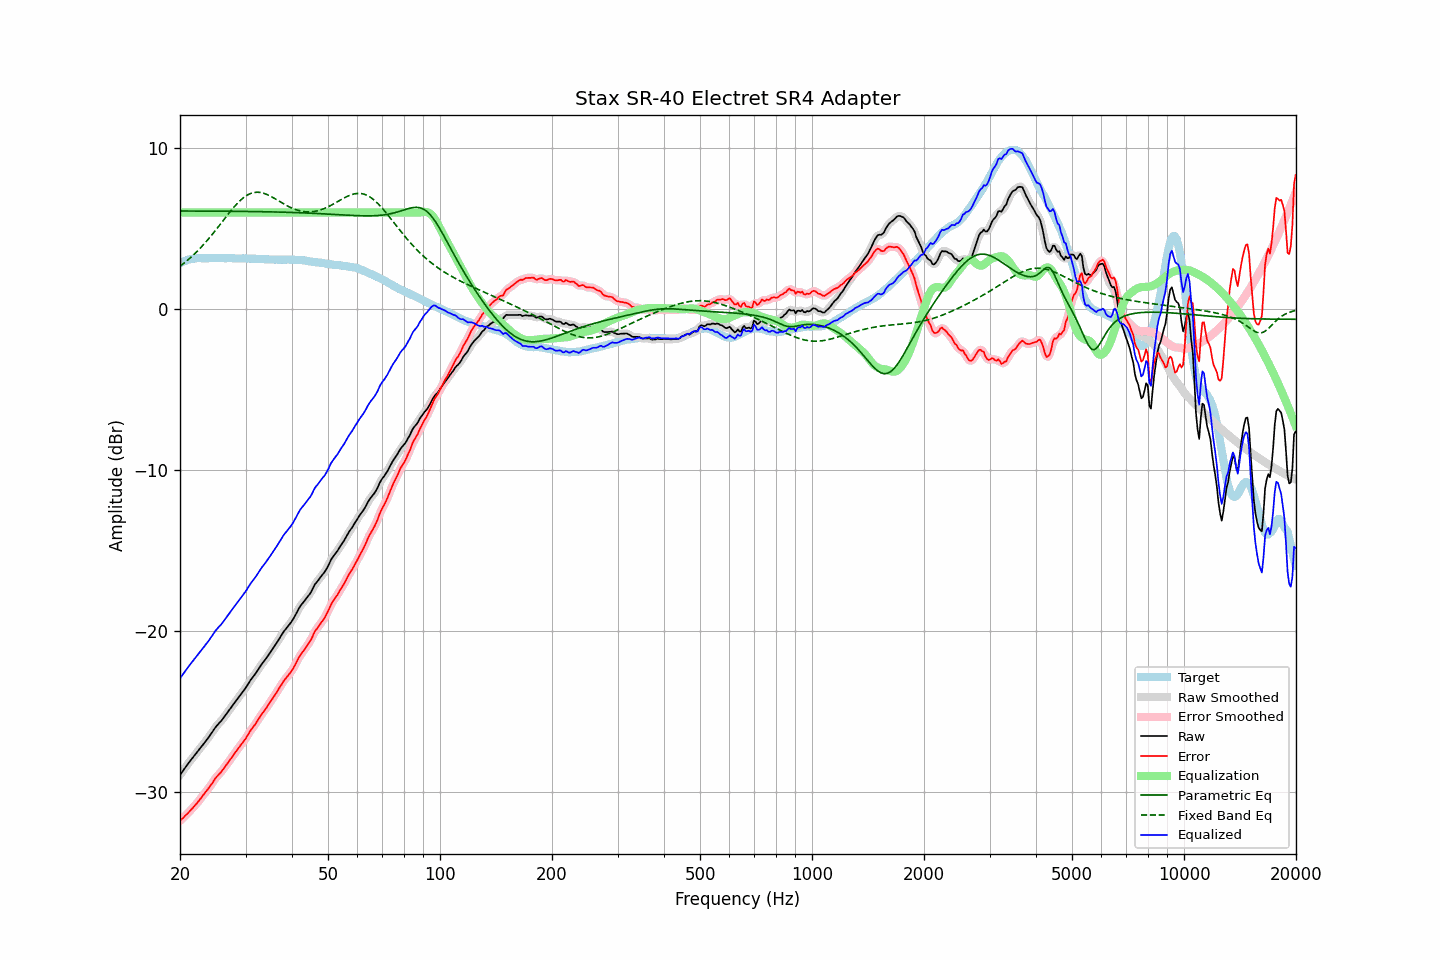 Stax SR-40 Electret SR4 Adapter
Amplitude (dBr)
10
0
−10
−20
−30
20
50
100
200
500
1000
2000
5000
10000
20000
Frequency (Hz)
Target
Raw Smoothed
Error Smoothed
Raw
Error
Equalization
Parametric Eq
Fixed Band Eq
Equalized